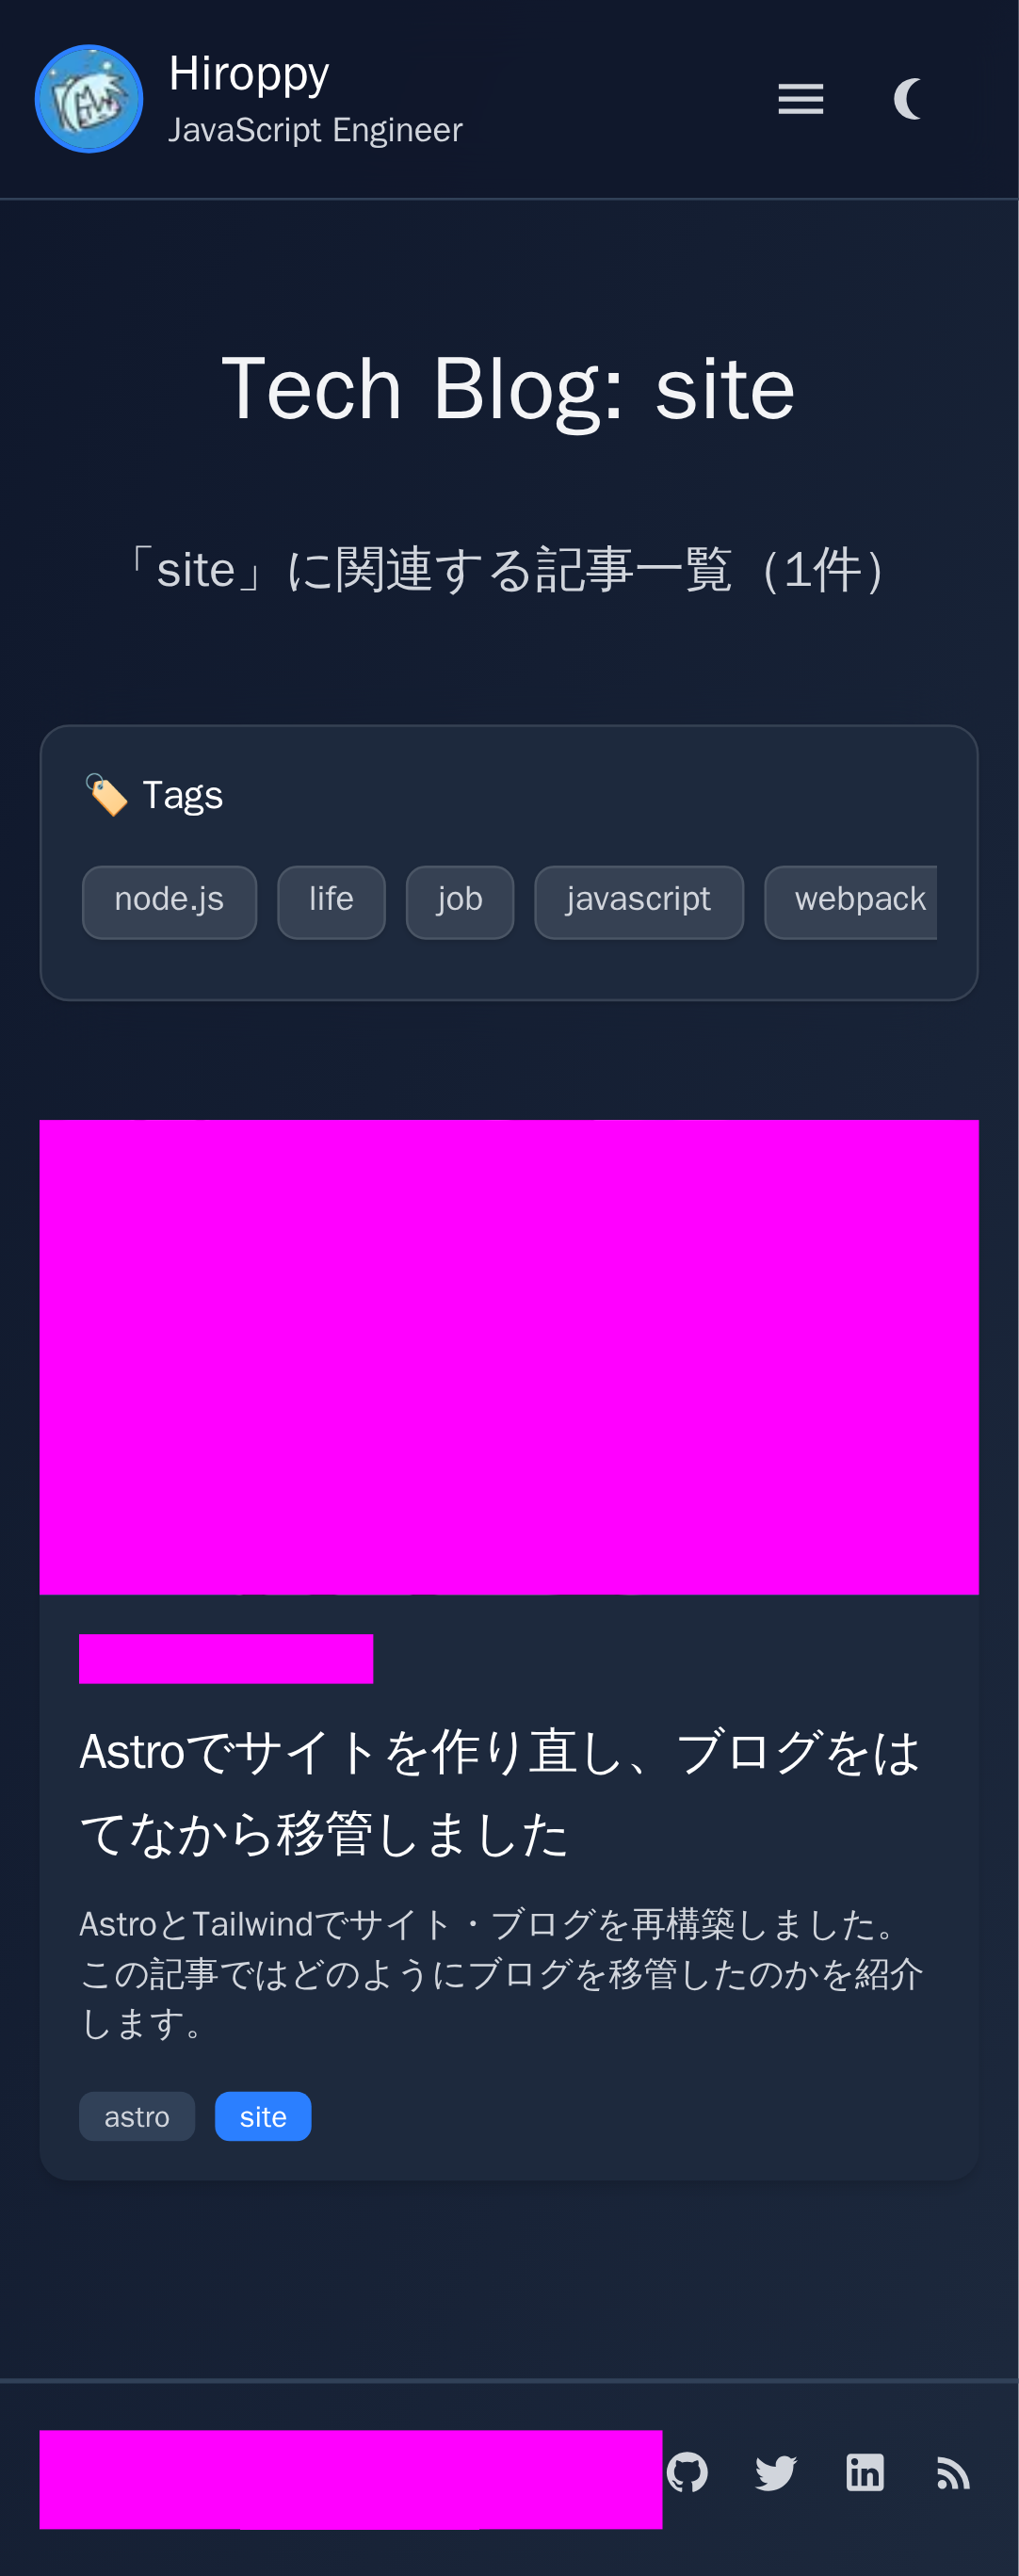 Hiroppy
JavaScript Engineer
Tech Blog: site
「site」に関連する記事一覧（1件）
🏷️ Tags
node.js life job javascript webpack
Astroでサイトを作り直し、ブログをは
てなから移管しました
AstroとTailwindでサイト・ブログを再構築しました。
この記事ではどのようにブログを移管したのかを紹介
します。
astro site